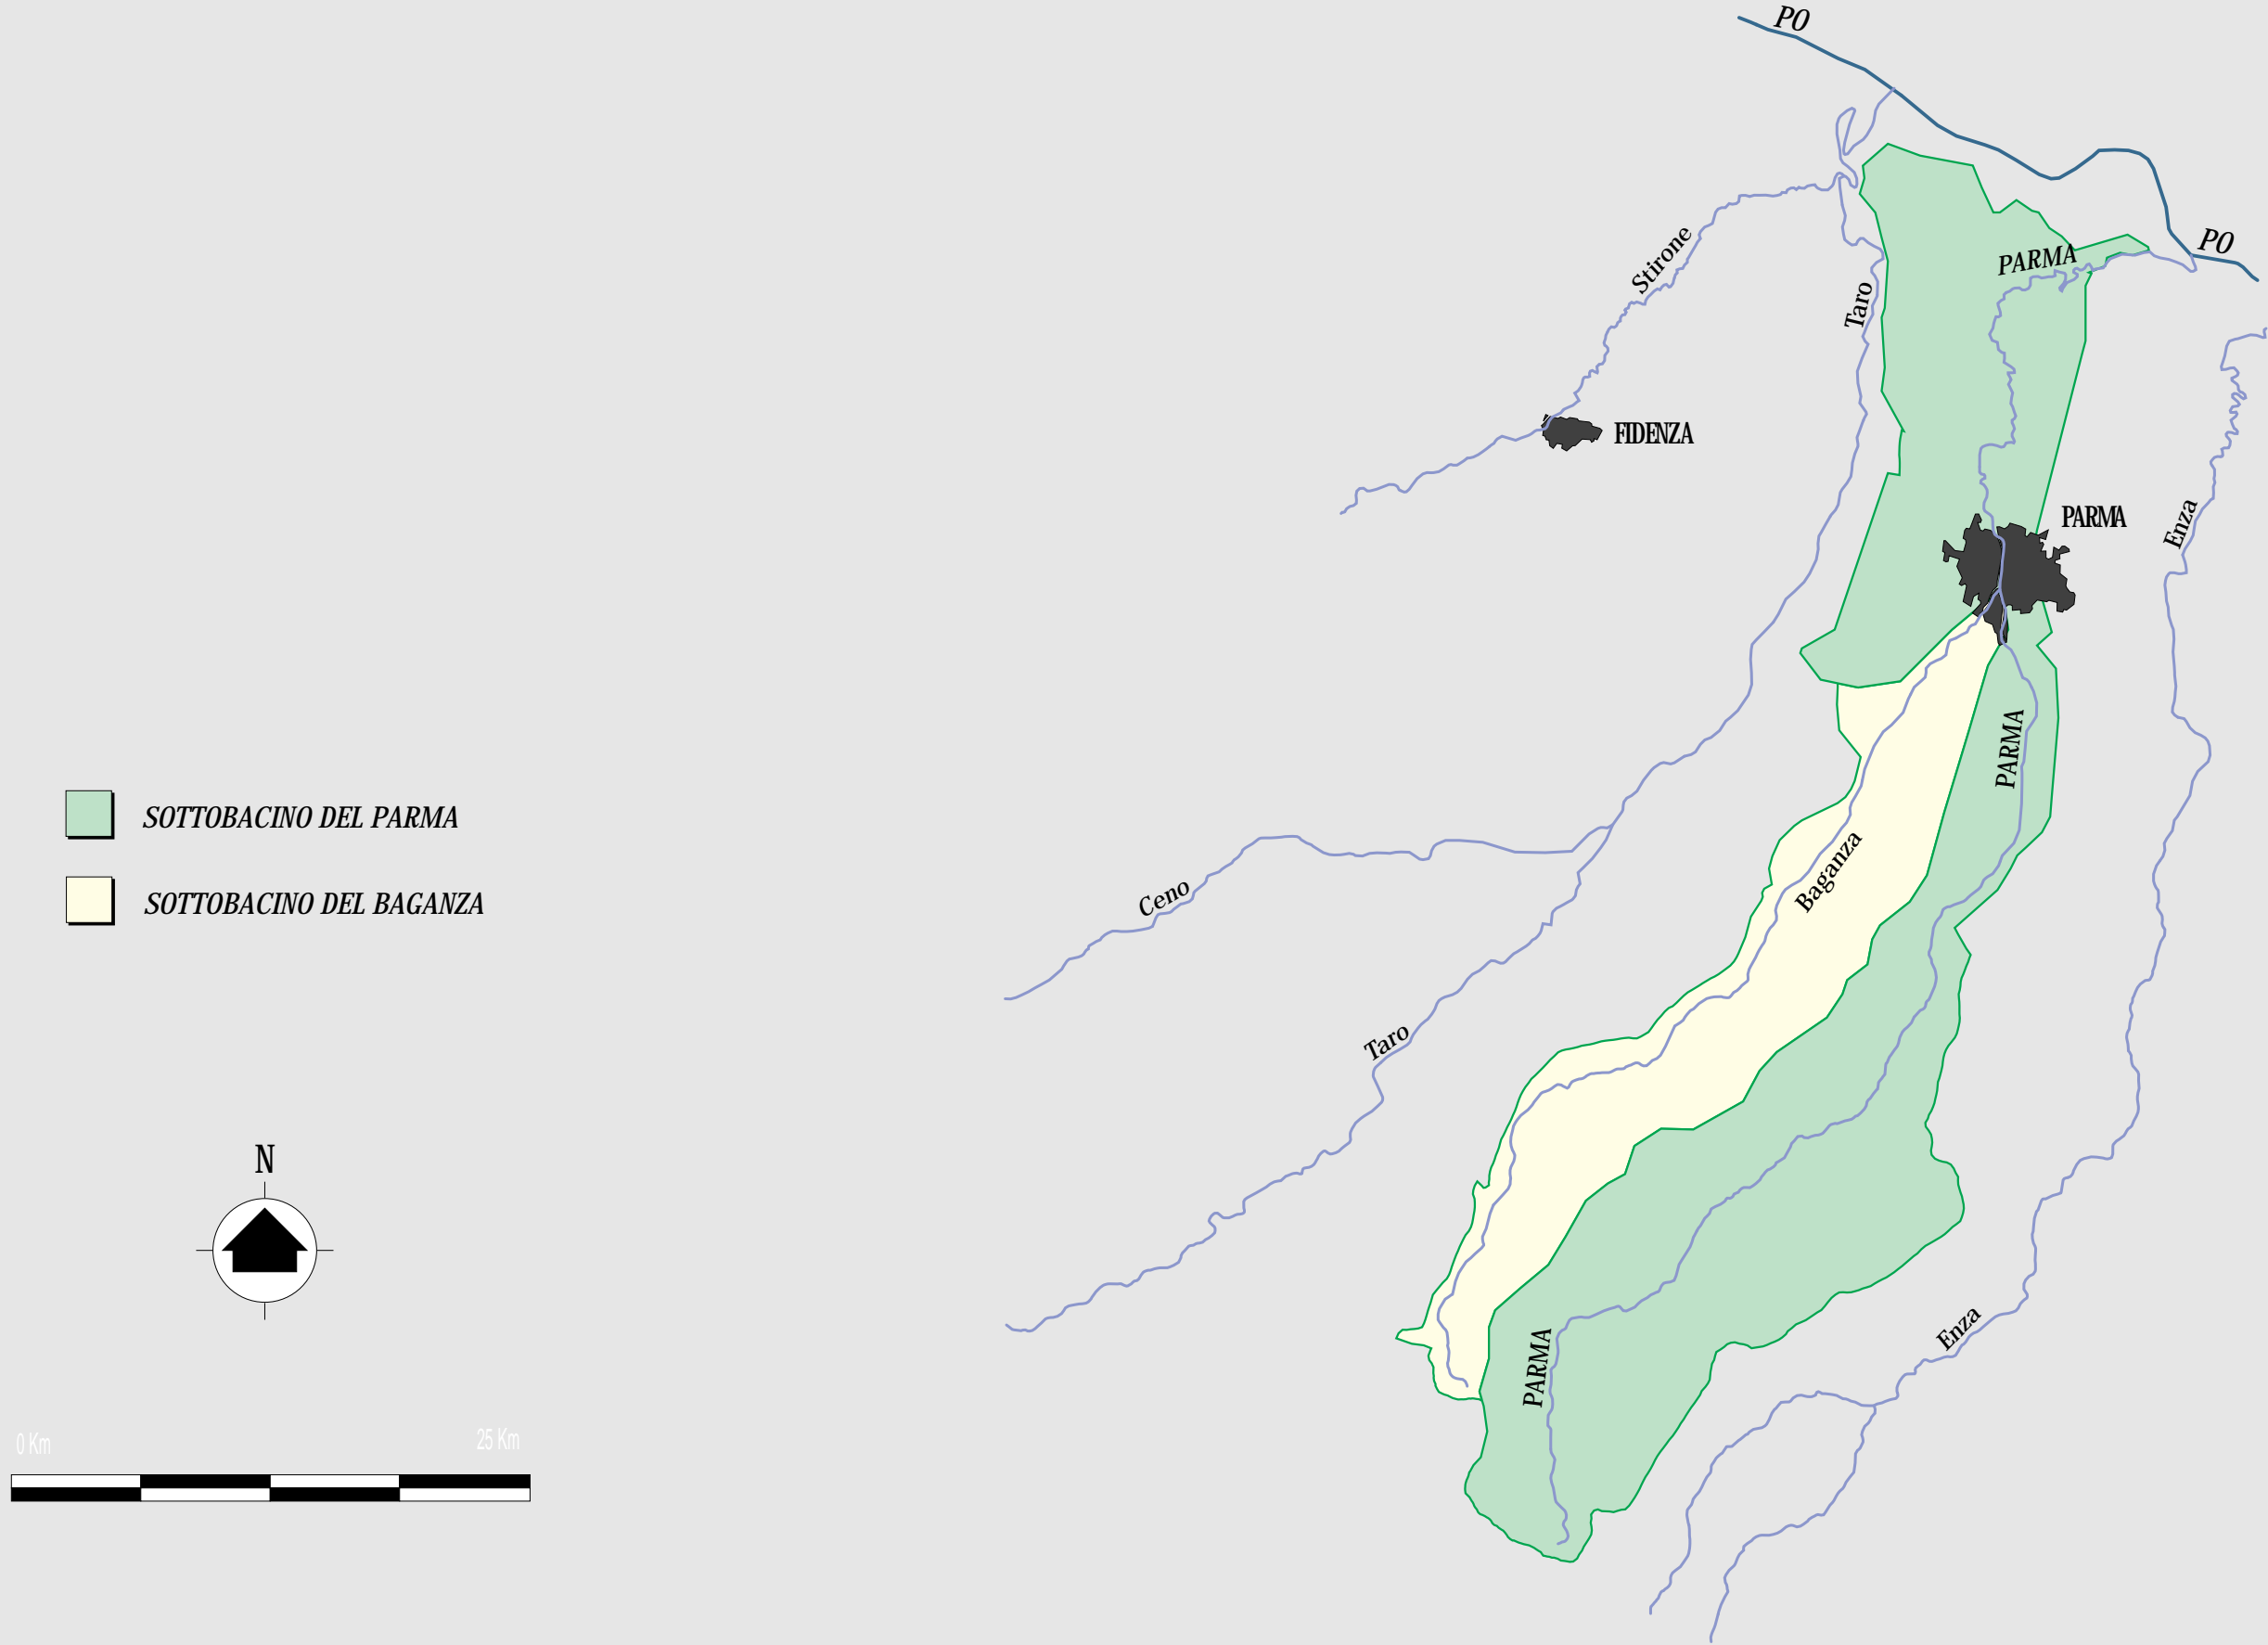 PO
PO
PARMA
Stirone
Taro
FIDENZA
PARMA
Enza
PARMA
SOTTOBACINO DEL PARMA
Baganza
Ceno
SOTTOBACINO DEL BAGANZA
Taro
N
Enza
PARMA
0 Km
25 Km